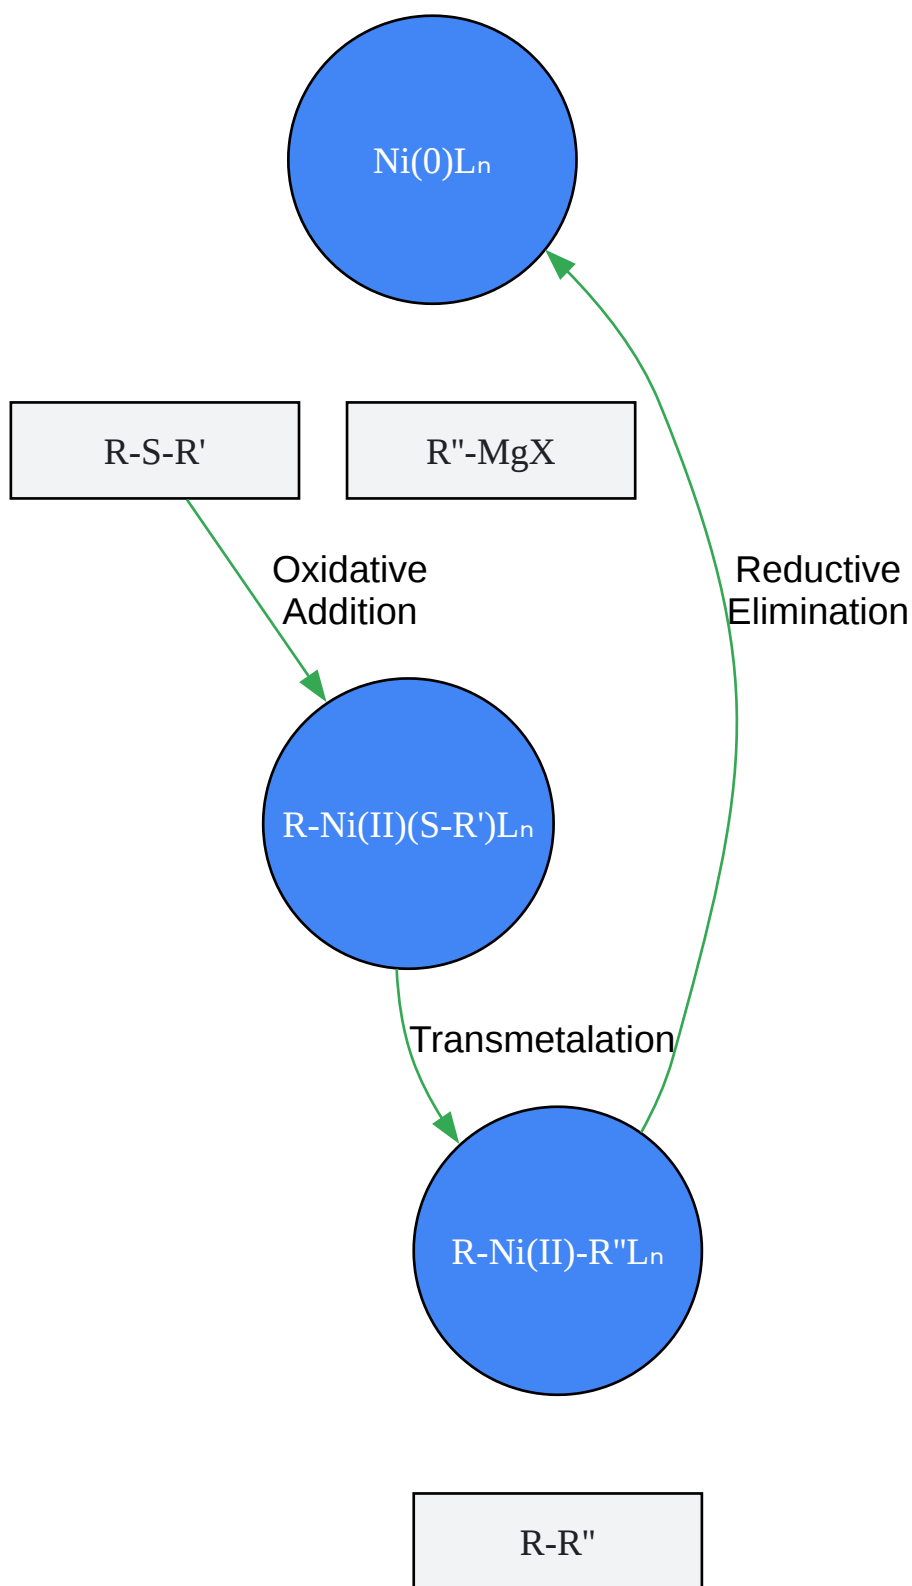 Ni(0)Lₙ
R-S-R'
R"-MgX
Oxidative
Addition
Reductive
Elimination
R-Ni(II)(S-R')Lₙ
Transmetalation
R-Ni(II)-R"Lₙ
R-R"